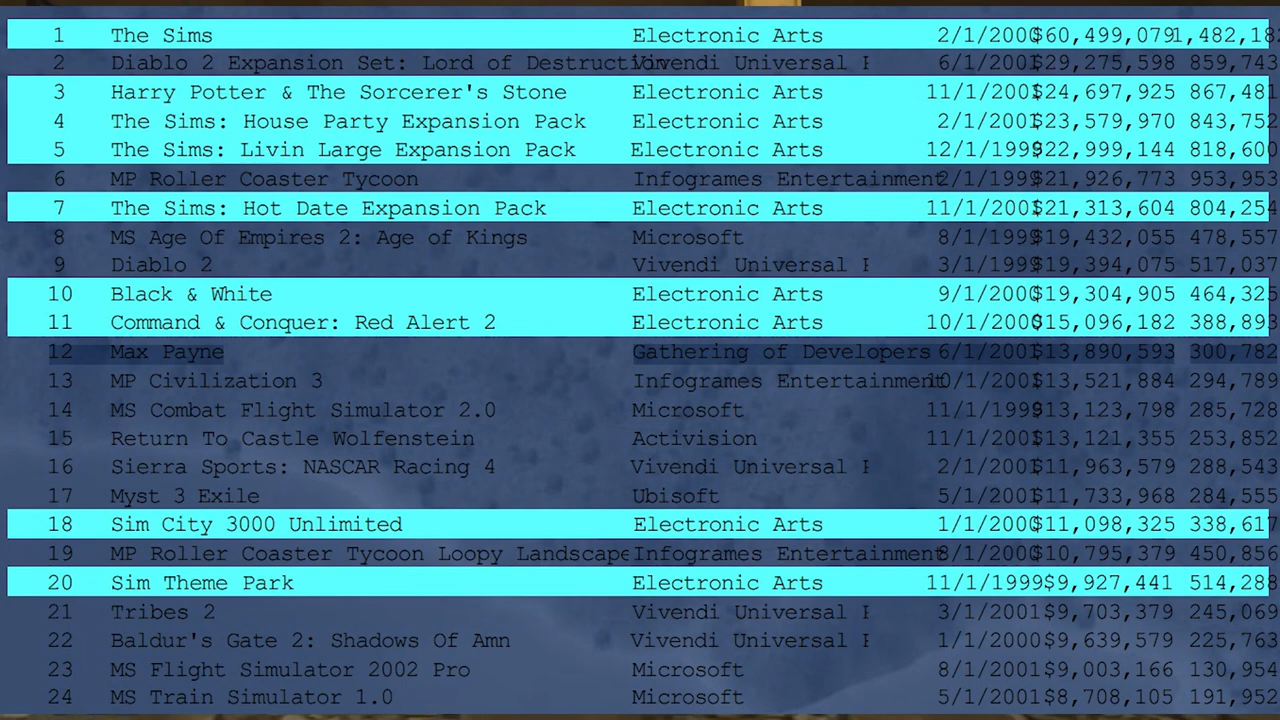 1 The Sims Electronic Arts 2/1/2000 $60,499,079 1,482,18
2 Diablo 2 Expansion Set: Lord of Destruction Vivendi Universal 6/1/2001 $29,275,598 859,743
3 Harry Potter & The Sorcerer's Stone Electronic Arts 11/1/2001 $24,697,925 867,481
4 The Sims: House Party Expansion Pack Electronic Arts 2/1/2001 $23,579,970 843,752
5 The Sims: Livin Large Expansion Pack Electronic Arts 12/1/1999 $22,999,144 818,600
6 MP Roller Coaster Tycoon Infogrames Entertainment 2/1/1999 $21,926,773 953,953
7 The Sims: Hot Date Expansion Pack Electronic Arts 11/1/2001 $21,313,604 804,254
8 MS Age Of Empires 2: Age of Kings Microsoft 8/1/1999 $19,432,055 478,557
9 Diablo 2 Vivendi Universal 3/1/1999 $19,394,075 517,037
10 Black & White Electronic Arts 9/1/2000 $19,304,905 464,325
11 Command & Conquer: Red Alert 2 Electronic Arts 10/1/2000 $15,096,182 388,893
12 Max Payne Gathering of Developers 6/1/2001 $13,890,593 300,782
13 MP Civilization 3 Infogrames Entertainment 10/1/2001 $13,521,884 294,789
14 MS Combat Flight Simulator 2.0 Microsoft 11/1/1999 $13,123,798 285,728
15 Return To Castle Wolfenstein Activision 11/1/2001 $13,121,355 253,852
16 Sierra Sports: NASCAR Racing 4 Vivendi Universal 2/1/2001 $11,963,579 288,543
17 Myst 3 Exile Ubisoft 5/1/2001 $11,733,968 284,555
18 Sim City 3000 Unlimited Electronic Arts 1/1/2000 $11,098,325 338,617
19 MP Roller Coaster Tycoon Loopy Landscape Infogrames Entertainment 8/1/2000 $10,795,379 450,856
20 Sim Theme Park Electronic Arts 11/1/1999 $9,927,441 514,288
21 Tribes 2 Vivendi Universal 3/1/2001 $9,703,379 245,069
22 Baldur's Gate 2: Shadows Of Amn Vivendi Universal 1/1/2000 $9,639,579 225,763
23 MS Flight Simulator 2002 Pro Microsoft 8/1/2001 $9,003,166 130,954
24 MS Train Simulator 1.0 Microsoft 5/1/2001 $8,708,105 191,952